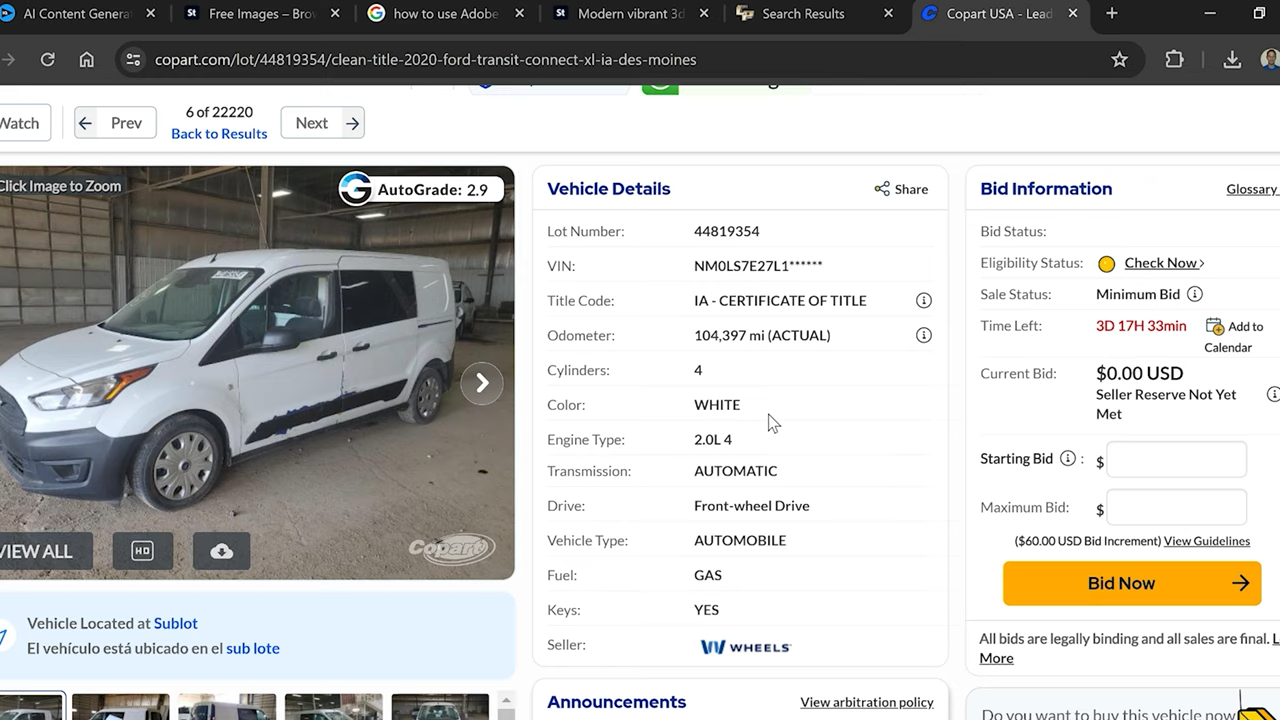 AI Content Genera
Free Images – Brow
how to use Adobe
Modern vibrant 3d
Search Results
Copart USA - Lead
copart.com/lot/44819354/clean-title-2020-ford-transit-connect-xl-ia-des-moines
Watch
Prev
6 of 22220
Back to Results
Next
Click Image to Zoom
AutoGrade: 2.9
VIEW ALL
HD
Copart
Vehicle Located at Sublot
El vehículo está ubicado en el sub lote
Vehicle Details
Share
Lot Number: 44819354
VIN: NM0LS7E27L1******
Title Code: IA - CERTIFICATE OF TITLE
Odometer: 104,397 mi (ACTUAL)
Cylinders: 4
Color: WHITE
Engine Type: 2.0L 4
Transmission: AUTOMATIC
Drive: Front-wheel Drive
Vehicle Type: AUTOMOBILE
Fuel: GAS
Keys: YES
Seller: WHEELS
Announcements
View arbitration policy
Bid Information
Glossary
Bid Status:
Eligibility Status: Check Now
Sale Status: Minimum Bid
Time Left: 3D 17H 33min
Add to
Calendar
Current Bid: $0.00 USD
Seller Reserve Not Yet
Met
Starting Bid : $
Maximum Bid: $
($60.00 USD Bid Increment) View Guidelines
Bid Now
All bids are legally binding and all sales are final. L
More
Do you want to buy this vehicle now